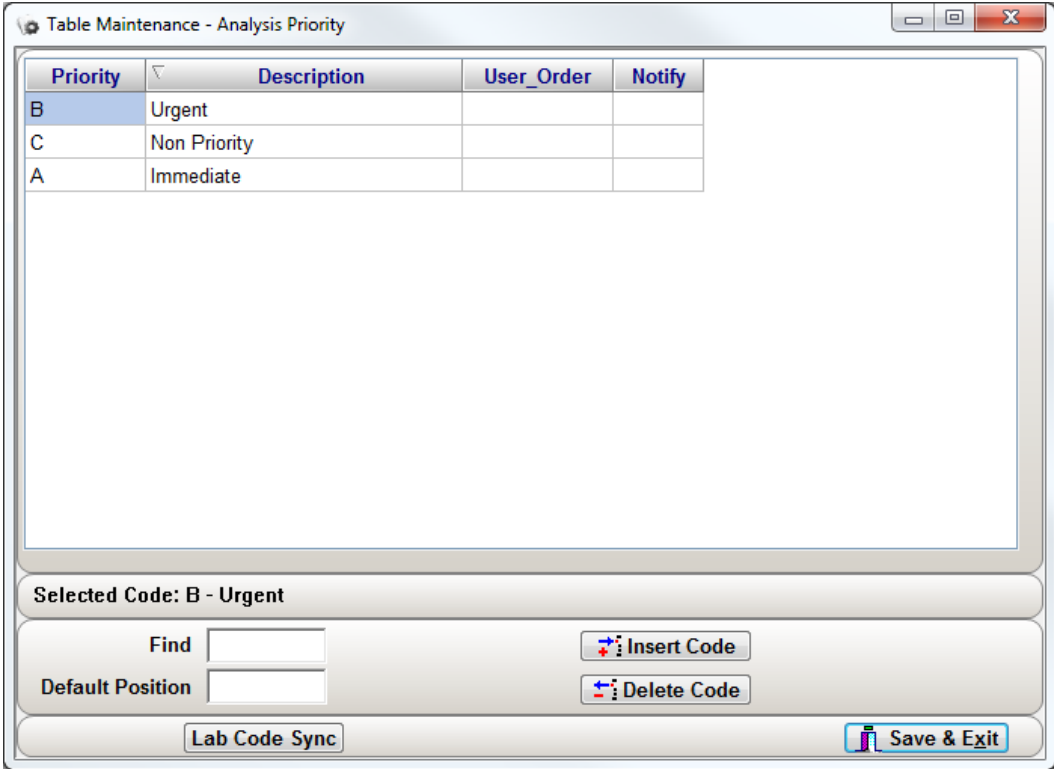 Table Maintenance - Analysis Priority
Priority Description User_Order Notify
B Urgent
C Non Priority
A Immediate
Selected Code: B - Urgent
Find Insert Code
Default Position Delete Code
Lab Code Sync Save & Exit